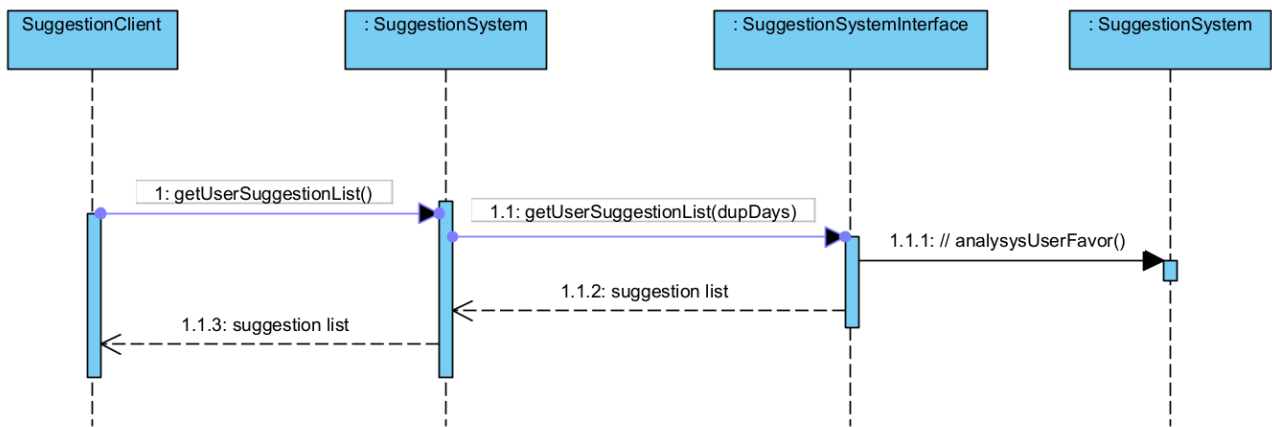 SuggestionClient
: SuggestionSystem
: SuggestionSystemInterface
: SuggestionSystem
1: getUserSuggestionList()
1.1: getUserSuggestionList(dupDays)
1.1.1: // analysysUserFavor()
1.1.2: suggestion list
1.1.3: suggestion list